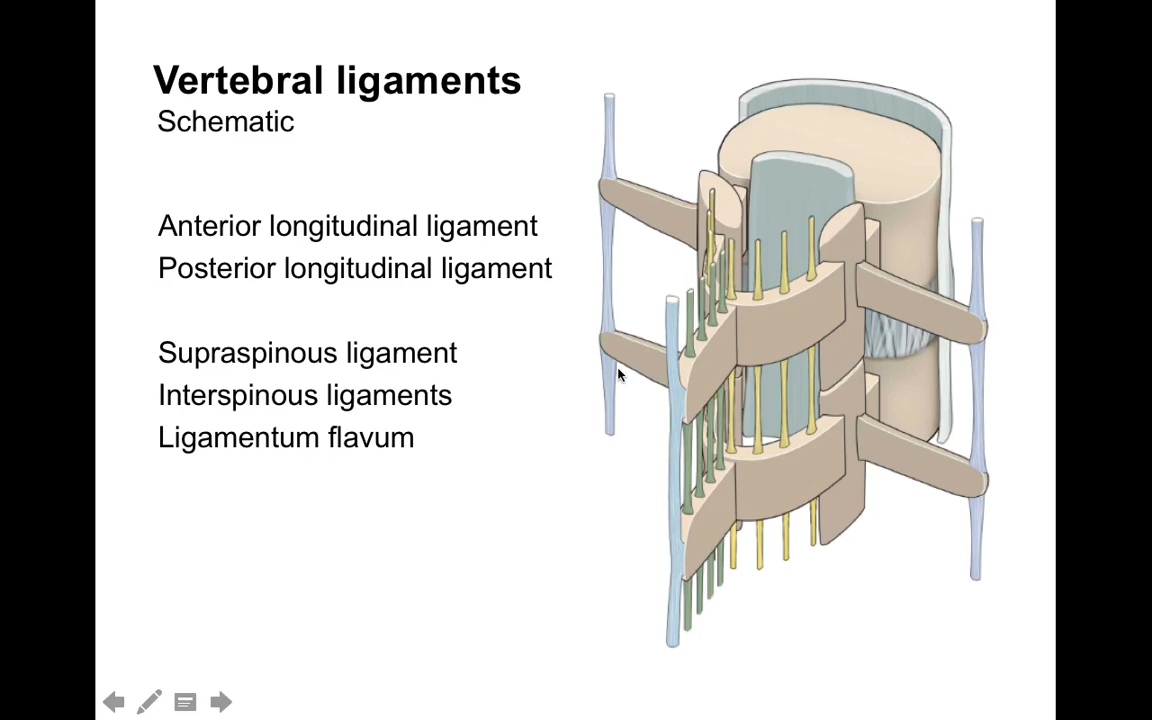 Vertebral ligaments
Schematic
Anterior longitudinal ligament
Posterior longitudinal ligament
Supraspinous ligament
Interspinous ligaments
Ligamentum flavum